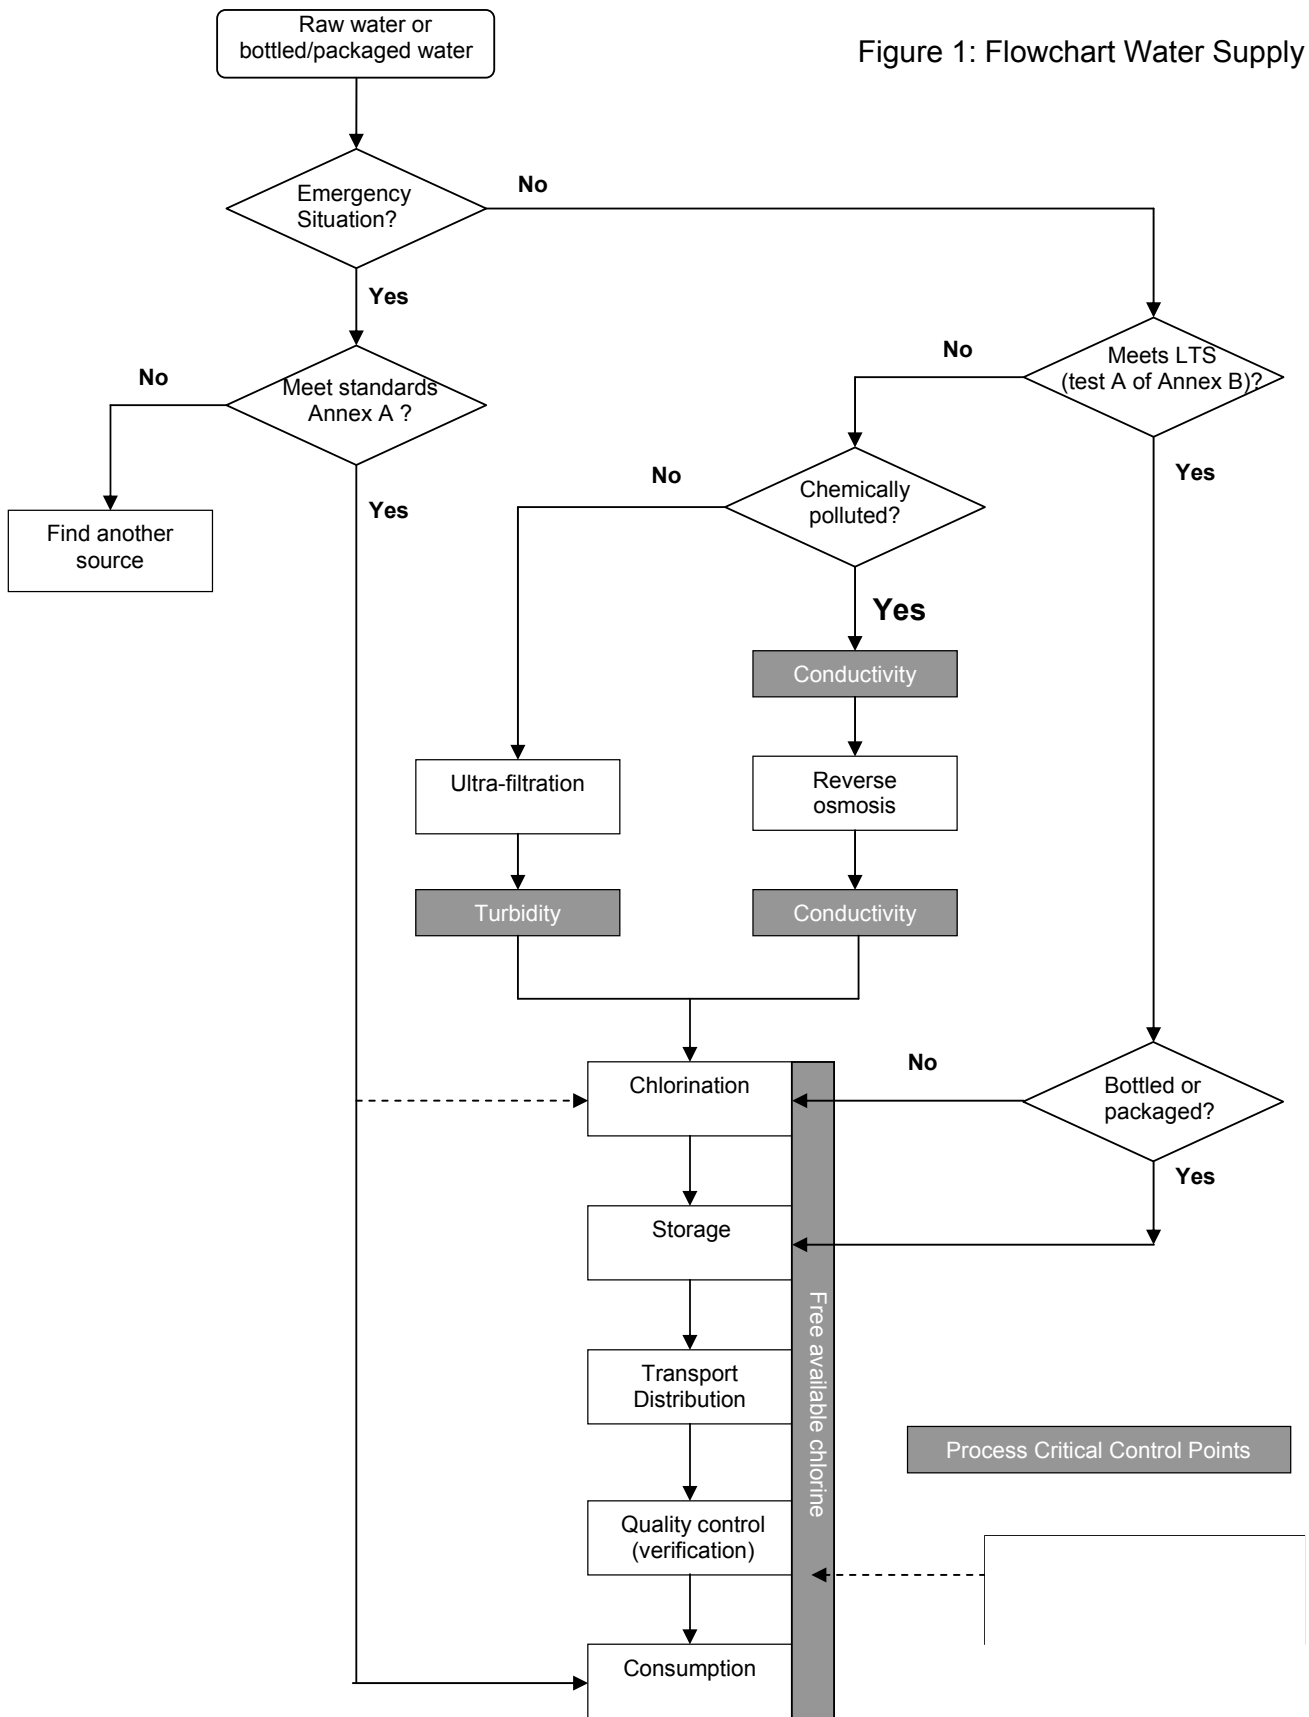 Figure 1: Flowchart Water Supply
Raw water or
bottled/packaged water
Emergency
Situation?
No
Yes
Meet standards
Annex A ?
No
Yes
Find another
source
Meets LTS
(test A of Annex B)?
No
Yes
Chemically
polluted?
No
Yes
Conductivity
Ultra-filtration
Reverse
osmosis
Turbidity
Conductivity
Chlorination
No
Bottled or
packaged?
Yes
Storage
Free available chlorine
Transport
Distribution
Process Critical Control Points
Quality control
(verification)
Consumption